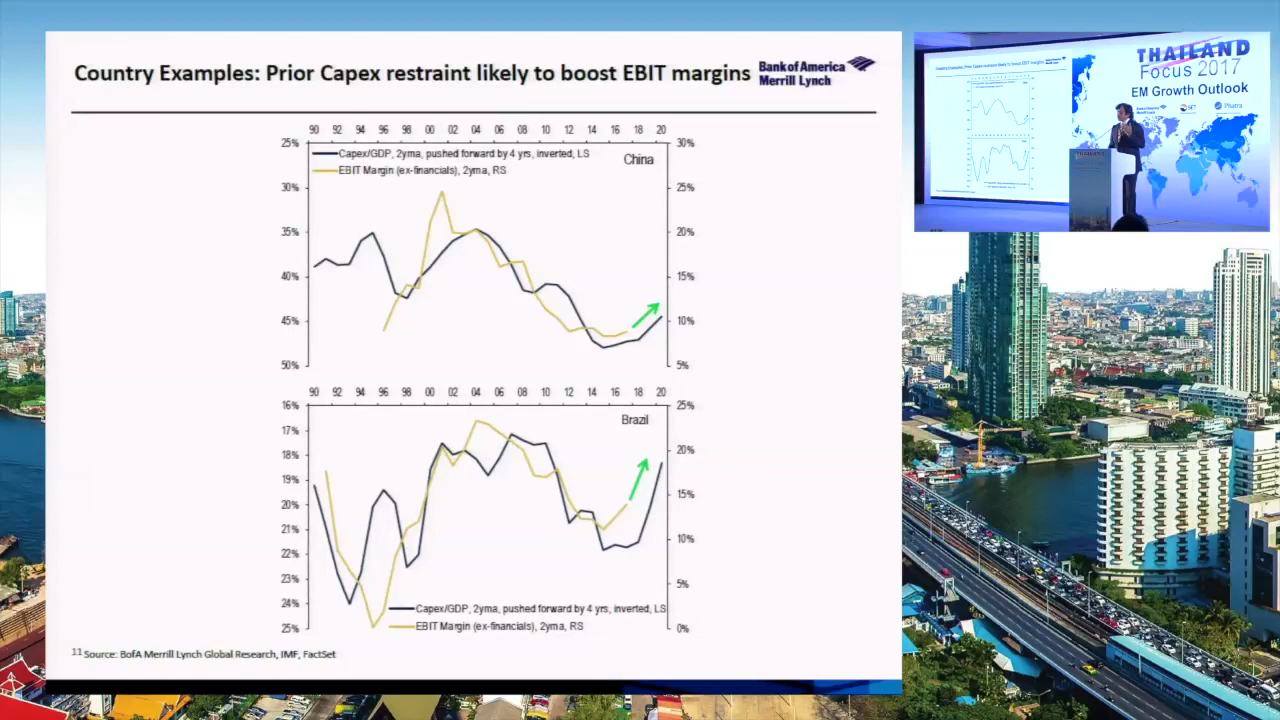 Country Examples: Prior Capex restraint likely to boost EBIT margins
Bank of America
Merrill Lynch
90 92 94 96 98 00 02 04 06 08 10 12 14 16 18 20
25% 30%
Capex/GDP, 2yma, pushed forward by 4 yrs, inverted, LS
China
EBIT Margin (ex-financials), 2yma, RS
30% 25%
35% 20%
40% 15%
45% 10%
50% 5%
90 92 94 96 98 00 02 04 06 08 10 12 14 16 18 20
16% 25%
Brazil
17%
18% 20%
19%
20% 15%
21%
22% 10%
23% 5%
24%
Capex/GDP, 2yma, pushed forward by 4 yrs, inverted, LS
EBIT Margin (ex-financials), 2yma, RS
25% 0%
11 Source: BofA Merrill Lynch Global Research, IMF, FactSet
THAILAND
Focus 2017
EM Growth Outlook
SET
Phatra
THAILAND